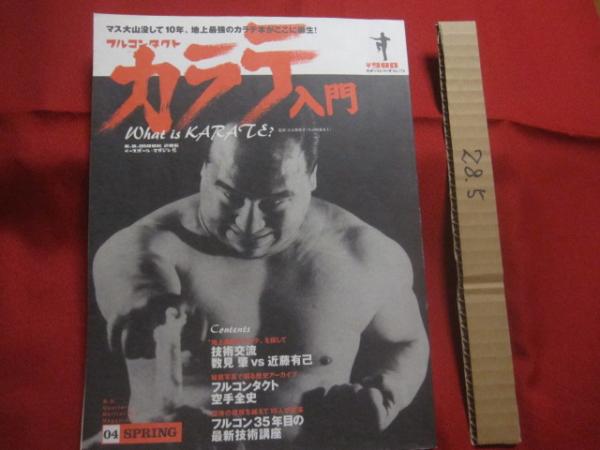 マス大山没して10年、地上最強のカラテ本がここに誕生!
フルコンタクト
カラテ入門
What is KARATE?
¥980
Contents
技術交流
数見 肇 vs 近藤有己
フルコンタクト
空手全史
フルコン35年目の
最新技術講座
04 SPRING
28.5